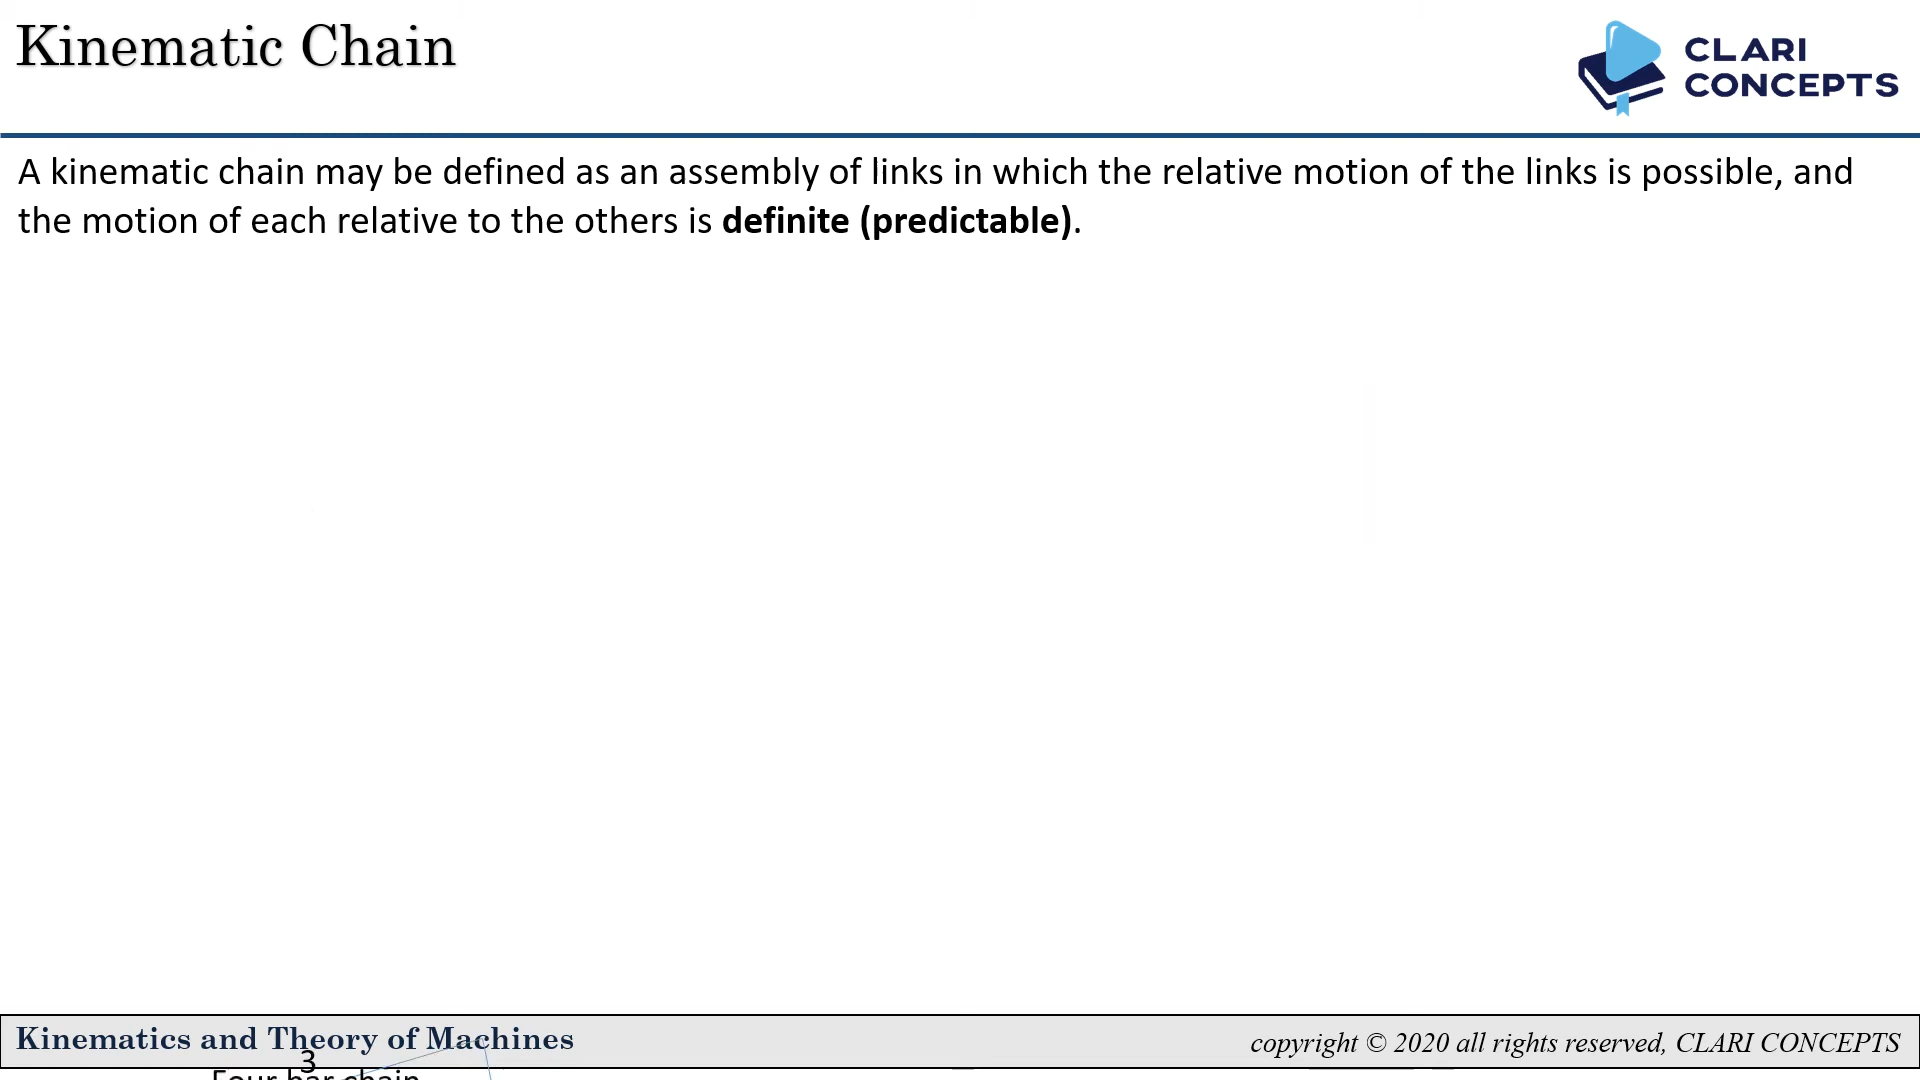 Kinematic Chain
CLARI
CONCEPTS
A kinematic chain may be defined as an assembly of links in which the relative motion of the links is possible, and
the motion of each relative to the others is definite (predictable).
Kinematics and Theory of Machines
copyright © 2020 all rights reserved, CLARI CONCEPTS
3
Four bar chain